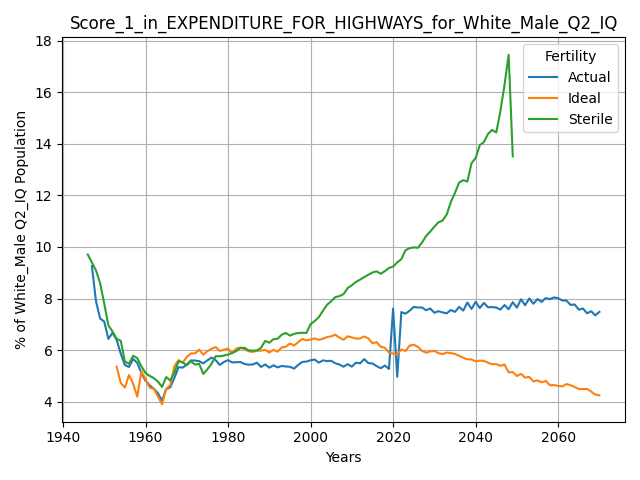 Score_1_in_EXPENDITURE_FOR_HIGHWAYS_for_White_Male_Q2_IQ
Fertility
Actual
Ideal
Sterile
% of White_Male Q2_IQ Population
18
16
14
12
10
8
6
4
1940 1960 1980 2000 2020 2040 2060
Years